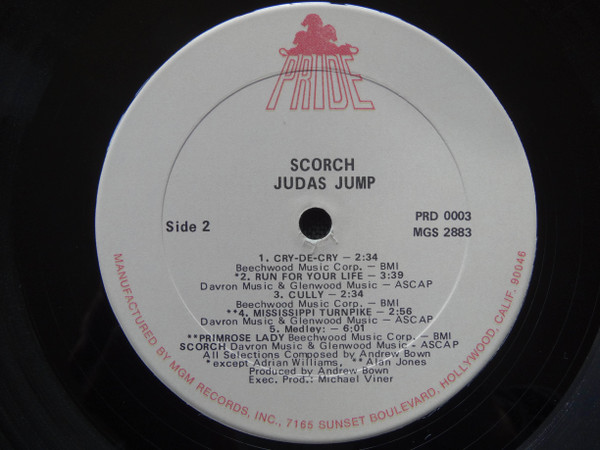 PRIDE
SCORCH
JUDAS JUMP
Side 2
PRD 0003
MGS 2883
1. CRY-DE-CRY – 2:34
Beechwood Music Corp. – BMI
*2. RUN FOR YOUR LIFE – 3:39
Davron Music & Glenwood Music – ASCAP
3. CULLY – 2:34
Beechwood Music Corp. – BMI
**4. MISSISSIPPI TURNPIKE – 2:56
Davron Music & Glenwood Music – ASCAP
5. Medley: – 6:01
**PRIMROSE LADY Beechwood Music Corp. – BMI
SCORCH Davron Music & Glenwood Music - ASCAP
All Selections Composed by Andrew Bown
*except Adrian Williams, **Alan Jones
Produced by Andrew Bown
Exec. Prod.: Michael Viner
MANUFACTURED BY MGM RECORDS, INC., 7165 SUNSET BOULEVARD, HOLLYWOOD, CALIF. 90046